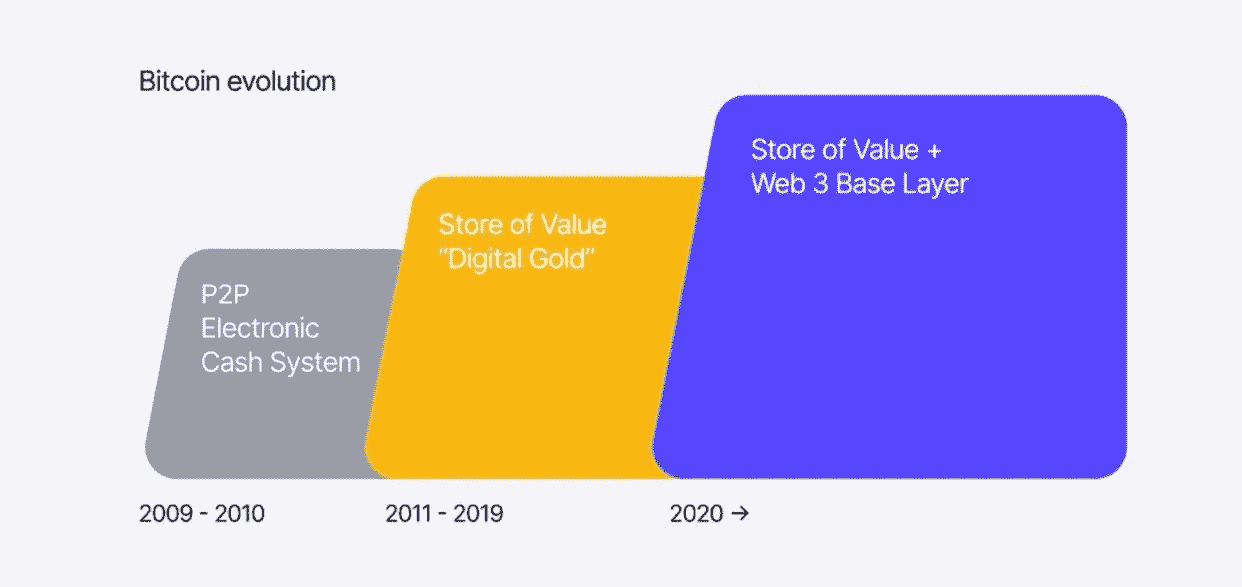 Bitcoin evolution
P2P
Electronic
Cash System
Store of Value
"Digital Gold"
Store of Value +
Web 3 Base Layer
2009 - 2010
2011 - 2019
2020 →